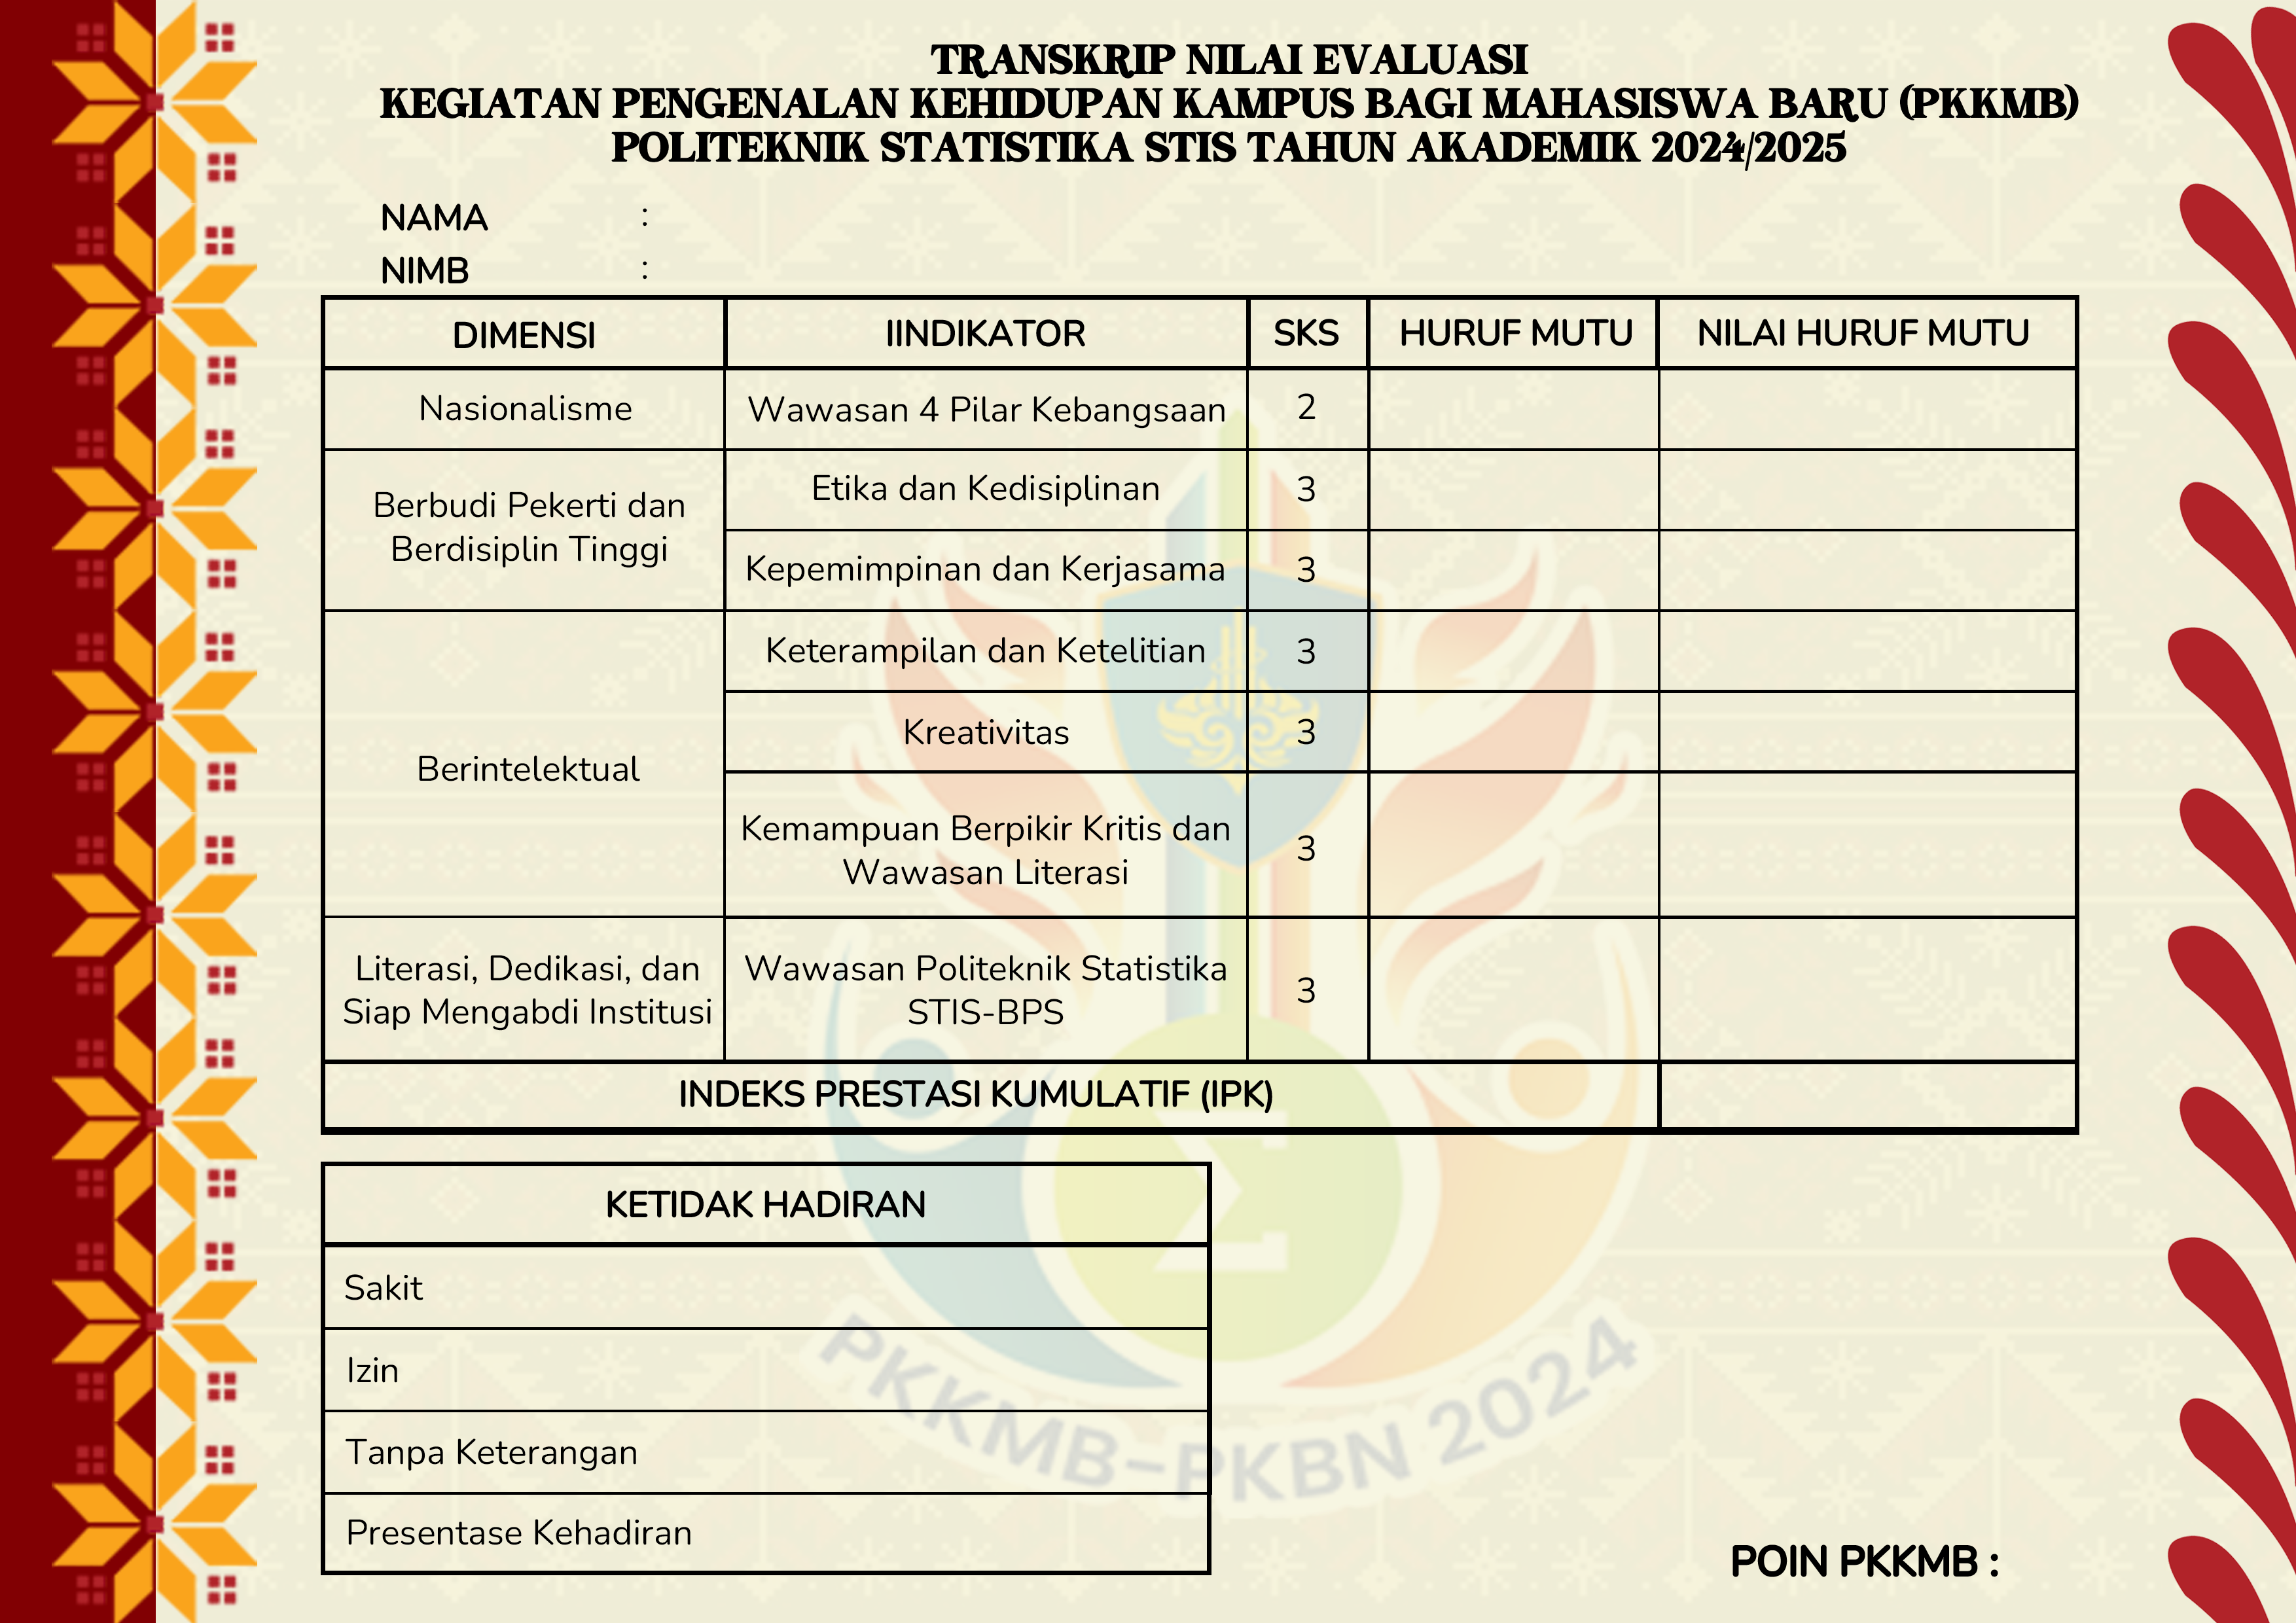 TRANSKRIP NILAI EVALUASI
KEGIATAN PENGENALAN KEHIDUPAN KAMPUS BAGI MAHASISWA BARU (PKKMB)
POLITEKNIK STATISTIKA STIS TAHUN AKADEMIK 2024/2025
NAMA :
NIMB :
DIMENSI IINDIKATOR SKS HURUF MUTU NILAI HURUF MUTU
Nasionalisme Wawasan 4 Pilar Kebangsaan 2
Berbudi Pekerti dan
Berdisiplin Tinggi
Etika dan Kedisiplinan 3
Kepemimpinan dan Kerjasama 3
Berintelektual
Keterampilan dan Ketelitian 3
Kreativitas 3
Kemampuan Berpikir Kritis dan
Wawasan Literasi
3
Literasi, Dedikasi, dan
Siap Mengabdi Institusi
Wawasan Politeknik Statistika
STIS-BPS
3
INDEKS PRESTASI KUMULATIF (IPK)
KETIDAK HADIRAN
Sakit
Izin
Tanpa Keterangan
Presentase Kehadiran
Σ
PKKMB-PKBN 2024
POIN PKKMB :